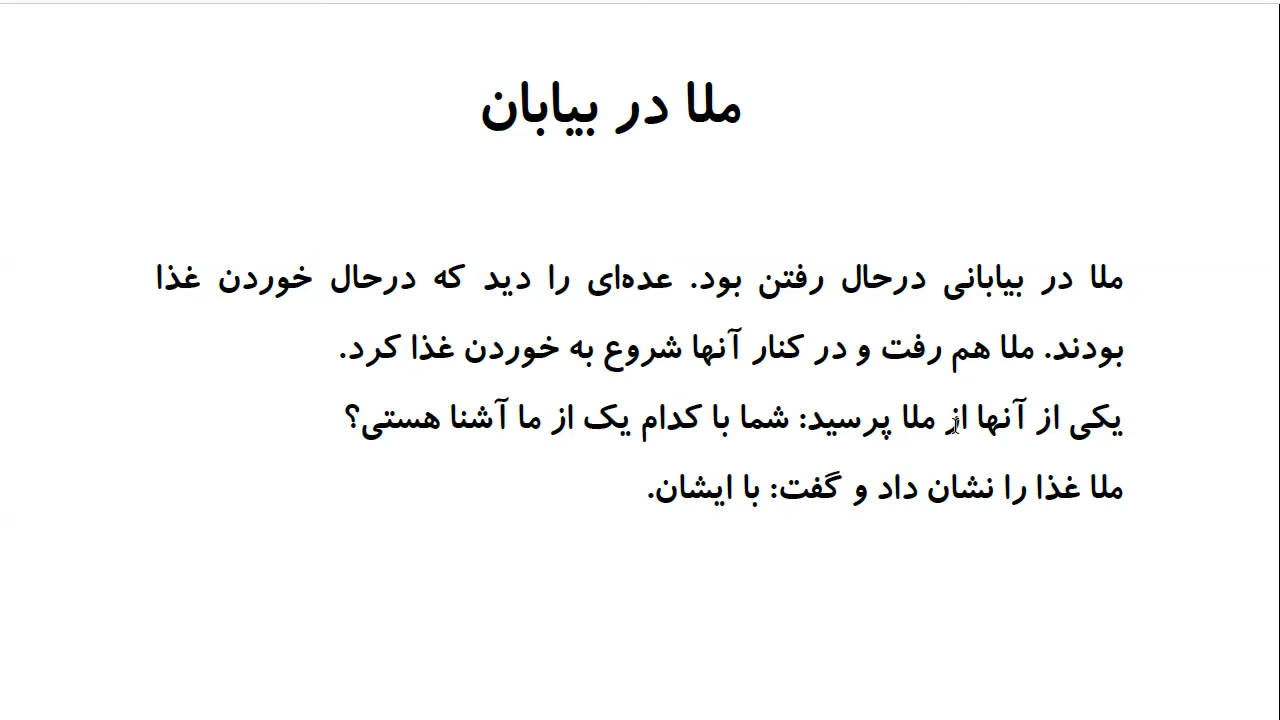 ملا در بیابان
ملا در بیابانی درحال رفتن بود. عده‌ای را دید که درحال خوردن غذا
بودند. ملا هم رفت و در کنار آنها شروع به خوردن غذا کرد.
یکی از آنها از ملا پرسید: شما با کدام یک از ما آشنا هستی؟
ملا غذا را نشان داد و گفت: با ایشان.